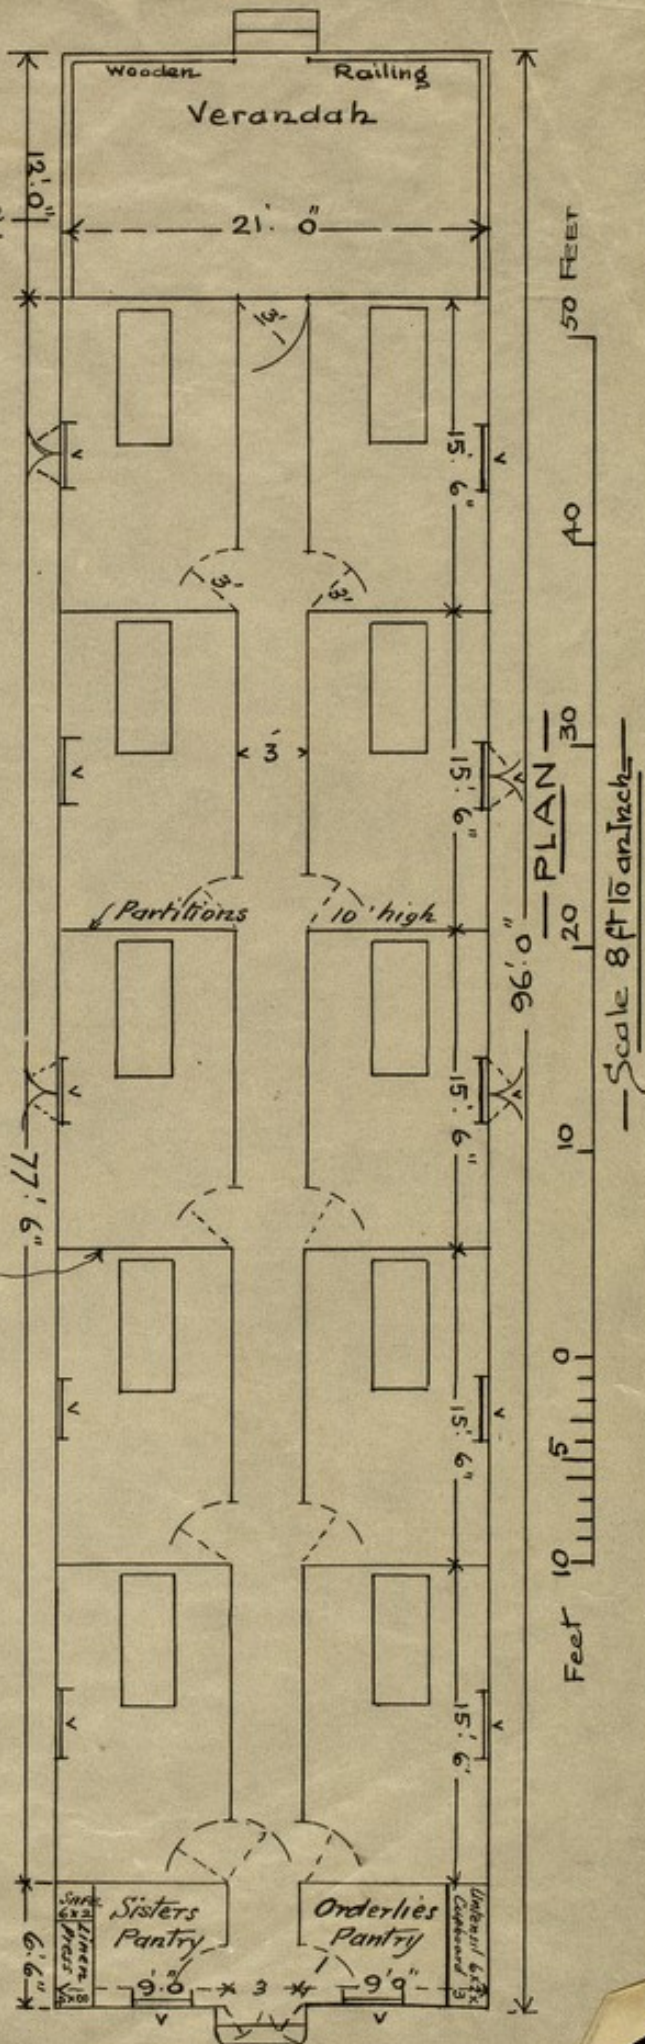 Wooden
Railing
Verandah
12'.0"
21'. 0"
3'
15'. 6"
3'
3'
3'
15'. 6"
Partitions
10' high
15'. 6"
77'. 6"
96'.0"
15'. 6"
15'. 6'
Sisters
Pantry
Orderlies
Pantry
Linen
Press
Utensil
Cupboard
9'.0"
3
9'9"
6'.6"
— PLAN —
— Scale 8 ft to an Inch —
50 FEET
40
30
20
10
0
5
10
Feet